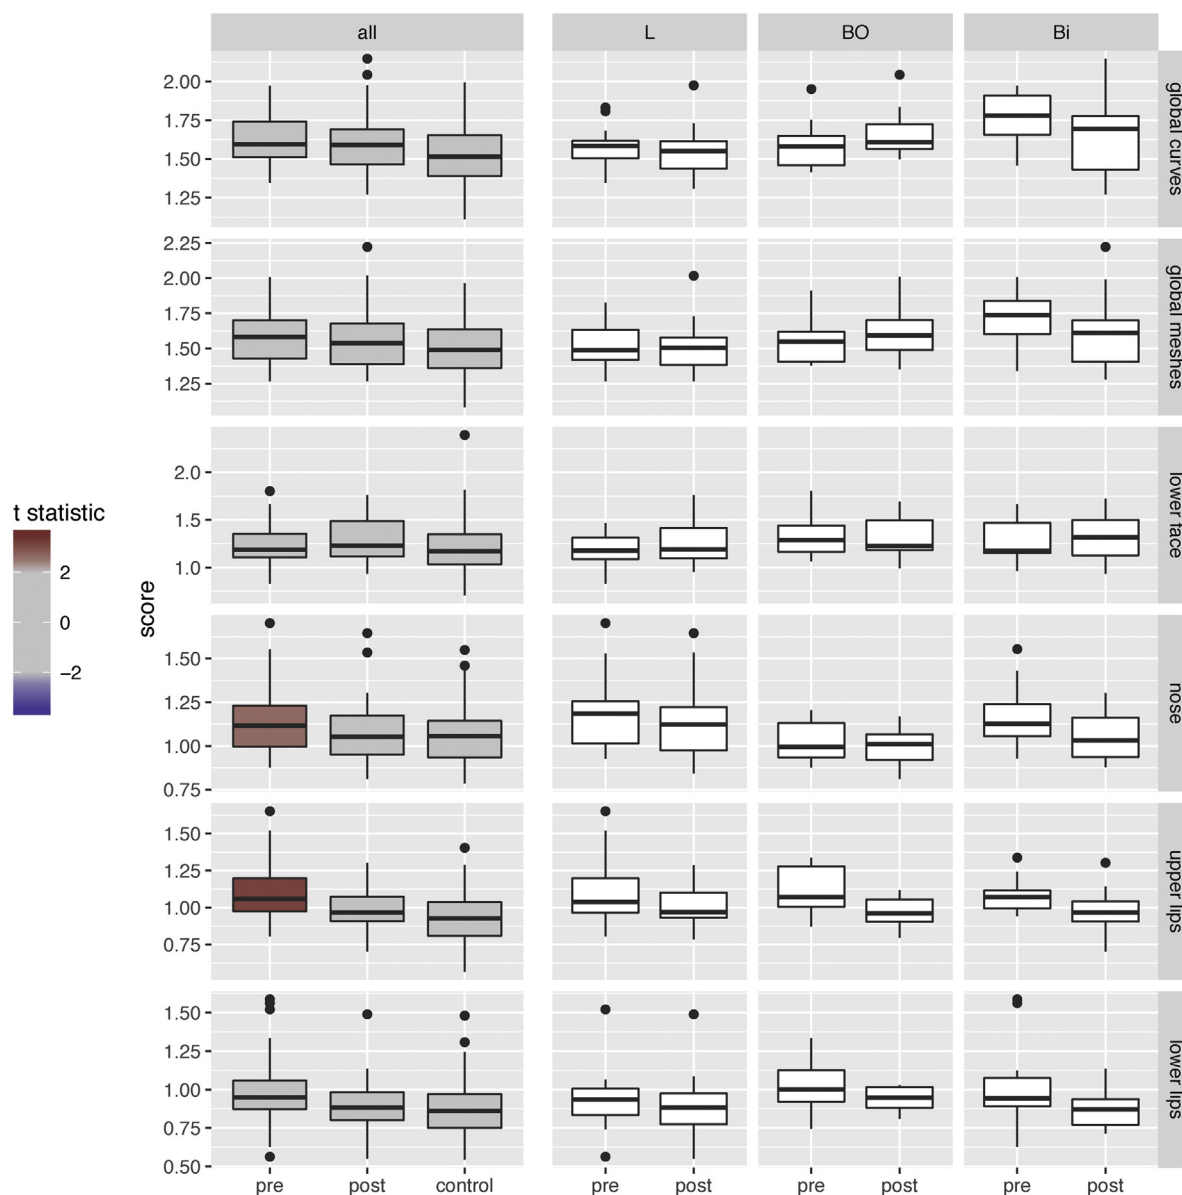 all L BO Bi
2.00
1.75
1.50
1.25
global curves
2.25
2.00
1.75
1.50
1.25
global meshes
2.0
1.5
1.0
lower face
t statistic
2
0
−2
score
1.50
1.25
1.00
0.75
nose
1.50
1.25
1.00
0.75
upper lips
1.50
1.25
1.00
0.75
0.50
lower lips
pre post control pre post pre post pre post